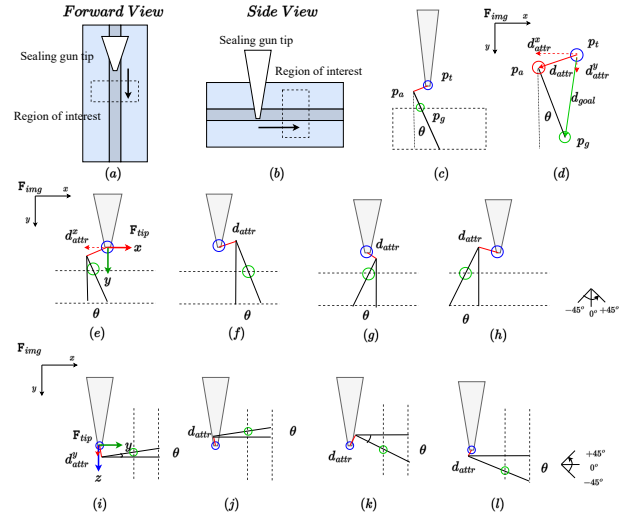 Forward View
Side View
Sealing gun tip
Region of interest
(a)
Sealing gun tip
Region of interest
(b)
p_t
p_a
p_g
θ
(c)
F_img
x
y
d^x_attr
p_t
p_a
d_attr
d^y_attr
d_goal
θ
p_g
(d)
F_img
x
y
d^x_attr
F_tip
x
y
θ
(e)
d_attr
θ
(f)
d_attr
θ
(g)
d_attr
θ
(h)
−45° 0° +45°
F_img
x
y
F_tip
y
d^y_attr
z
θ
(i)
d_attr
θ
(j)
d_attr
θ
(k)
d_attr
θ
(l)
+45°
0°
−45°